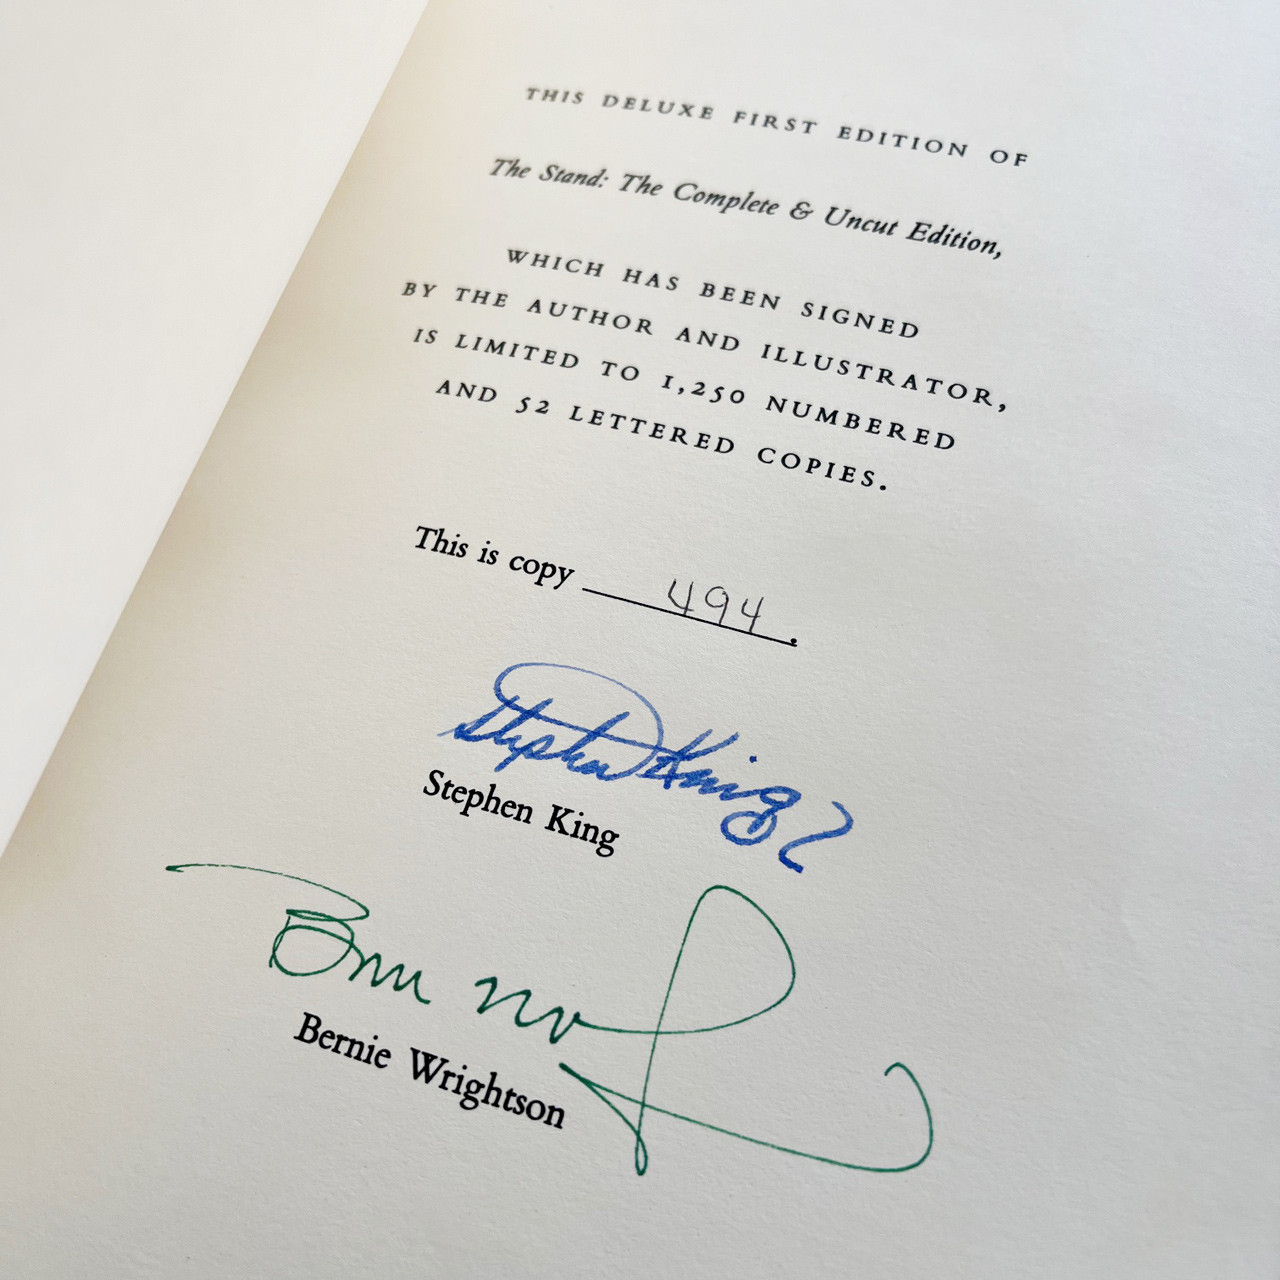 THIS DELUXE FIRST EDITION OF
The Stand: The Complete & Uncut Edition,
WHICH HAS BEEN SIGNED
BY THE AUTHOR AND ILLUSTRATOR,
IS LIMITED TO 1,250 NUMBERED
AND 52 LETTERED COPIES.
This is copy 494.
Stephen King
Stephen King
Bernie Wrightson